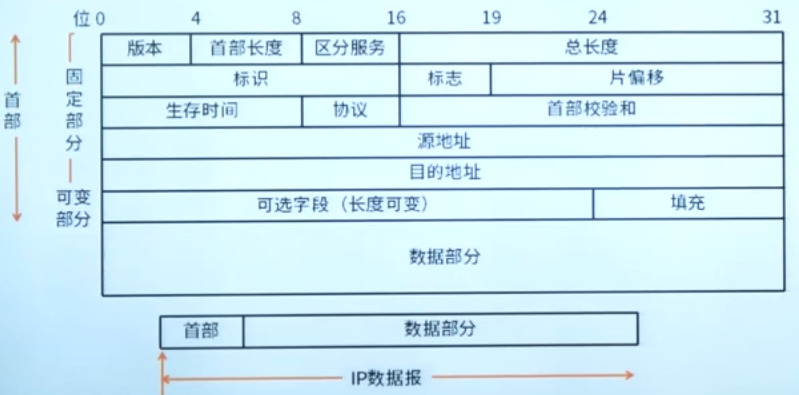 位 0 4 8 16 19 24 31
版本 首部长度 区分服务 总长度
标识 标志 片偏移
生存时间 协议 首部校验和
源地址
目的地址
可选字段（长度可变） 填充
数据部分
首部
固定部分
可变部分
首部 数据部分
IP数据报